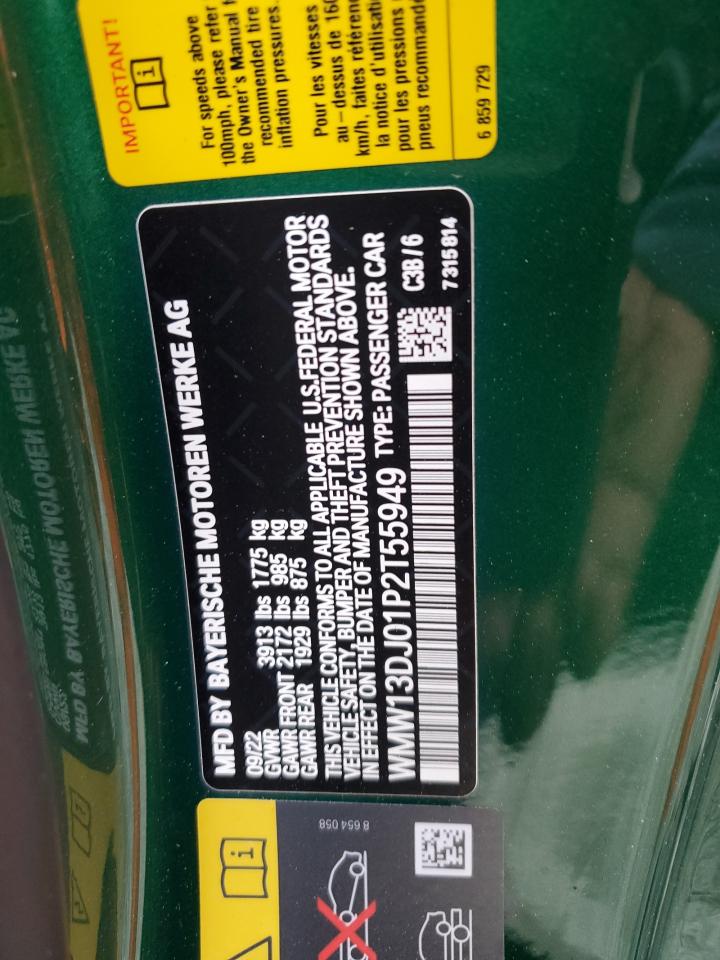 IMPORTANT!
For speeds above
100mph, please refer
the Owner's Manual f
recommended tire
inflation pressures.
Pour les vitesses
au-dessus de 160
km/h, faites référen
la notice d'utilisati
pour les pressions
pneus recommandé
6 859 729
MFD BY BAYERISCHE MOTOREN WERKE AG
09/22
GVWR 3913 lbs 1775 kg
GAWR FRONT 2172 lbs 985 kg
GAWR REAR 1929 lbs 875 kg
THIS VEHICLE CONFORMS TO ALL APPLICABLE U.S.FEDERAL MOTOR
VEHICLE SAFETY, BUMPER AND THEFT PREVENTION STANDARDS
IN EFFECT ON THE DATE OF MANUFACTURE SHOWN ABOVE.
WMW13DJ01P2T55949 TYPE: PASSENGER CAR
C3B / 6
7315814
8 654 058